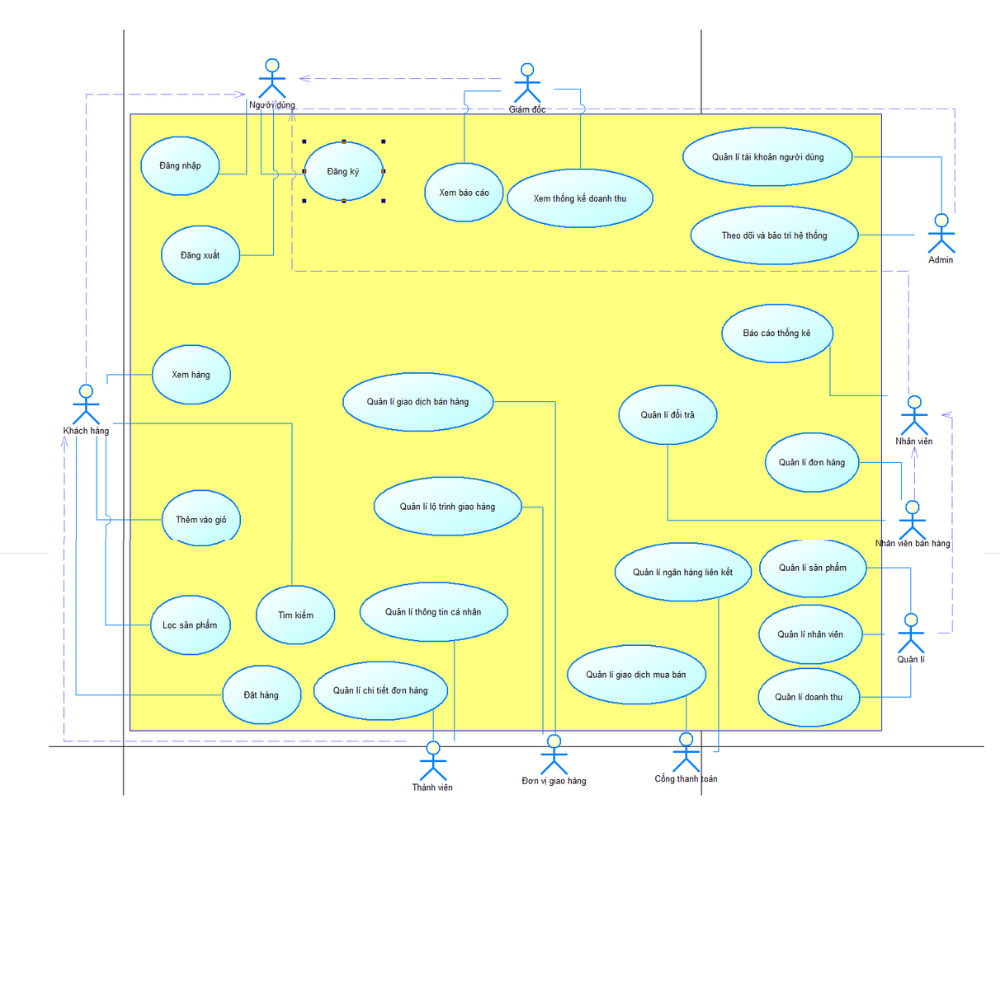 Người dùng
Giám đốc
Đăng nhập
Đăng ký
Xem báo cáo
Xem thống kê doanh thu
Quản lí tài khoản người dùng
Theo dõi và bảo trì hệ thống
Admin
Đăng xuất
Báo cáo thống kê
Xem hàng
Quản lí giao dịch bán hàng
Quản lí đổi trả
Khách hàng
Nhân viên
Quản lí đơn hàng
Quản lí lộ trình giao hàng
Thêm vào giỏ
Nhân viên bán hàng
Quản lí ngân hàng liên kết
Quản lí sản phẩm
Quản lí thông tin cá nhân
Tìm kiếm
Lọc sản phẩm
Quản lí nhân viên
Quản lí
Quản lí giao dịch mua bán
Quản lí chi tiết đơn hàng
Đặt hàng
Quản lí doanh thu
Thành viên
Đơn vị giao hàng
Cổng thanh toán